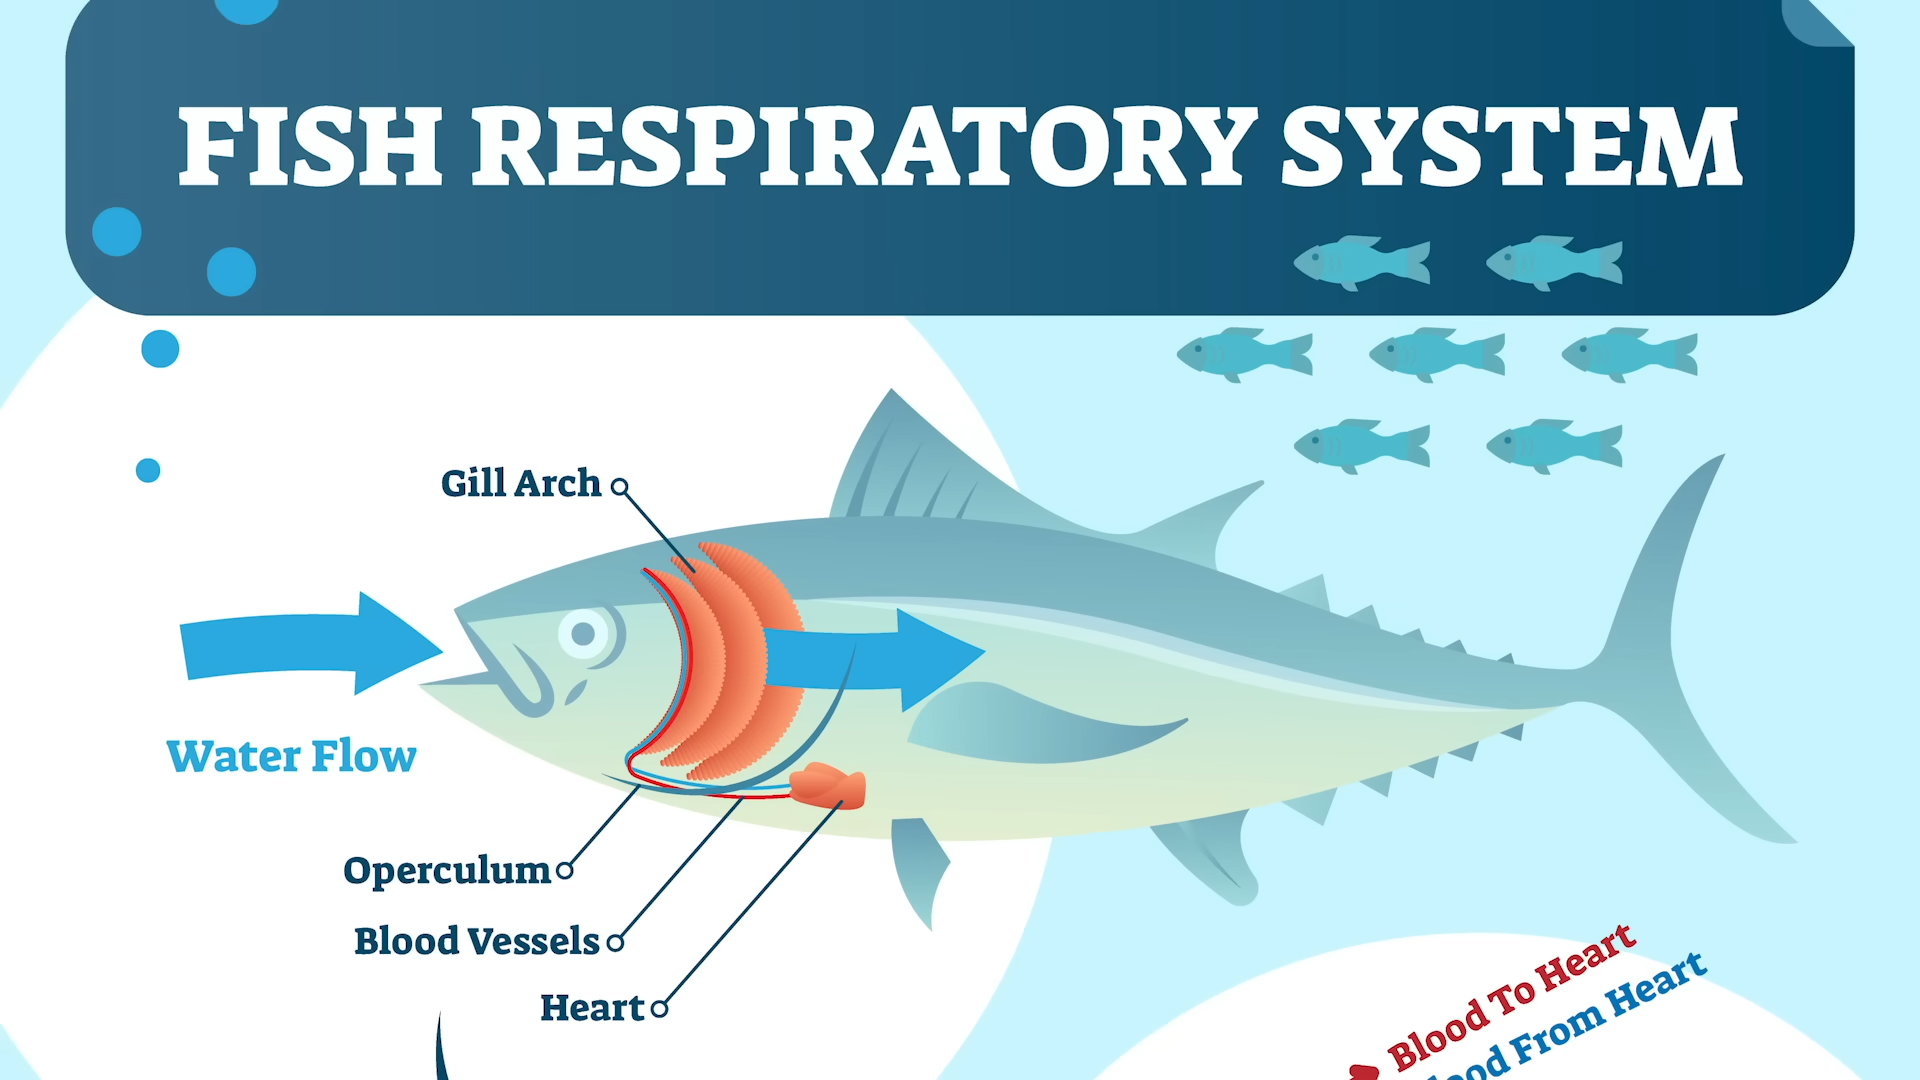 FISH RESPIRATORY SYSTEM
Gill Arch
Water Flow
Operculum
Blood Vessels
Heart
Blood To Heart
From Heart